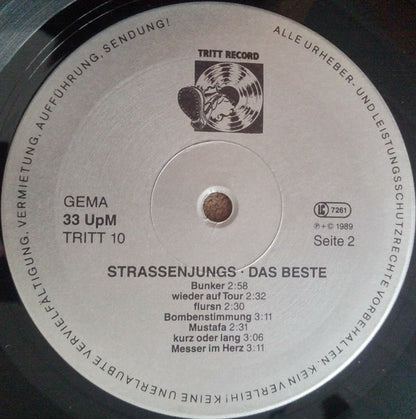 ALLE URHEBER- UND LEISTUNGSSCHUTZRECHTE VORBEHALTEN. KEIN VERLEIH! KEINE UNERLAUBTE VERVIELFÄLTIGUNG, VERMIETUNG, AUFFÜHRUNG, SENDUNG!
TRITT RECORD
GEMA
33 UpM
TRITT 10
LC 7261
℗ + © 1989
Seite 2
STRASSENJUNGS · DAS BESTE
Bunker 2:58
wieder auf Tour 2:32
flursn 2:30
Bombenstimmung 3:11
Mustafa 2:31
kurz oder lang 3:06
Messer im Herz 3:11